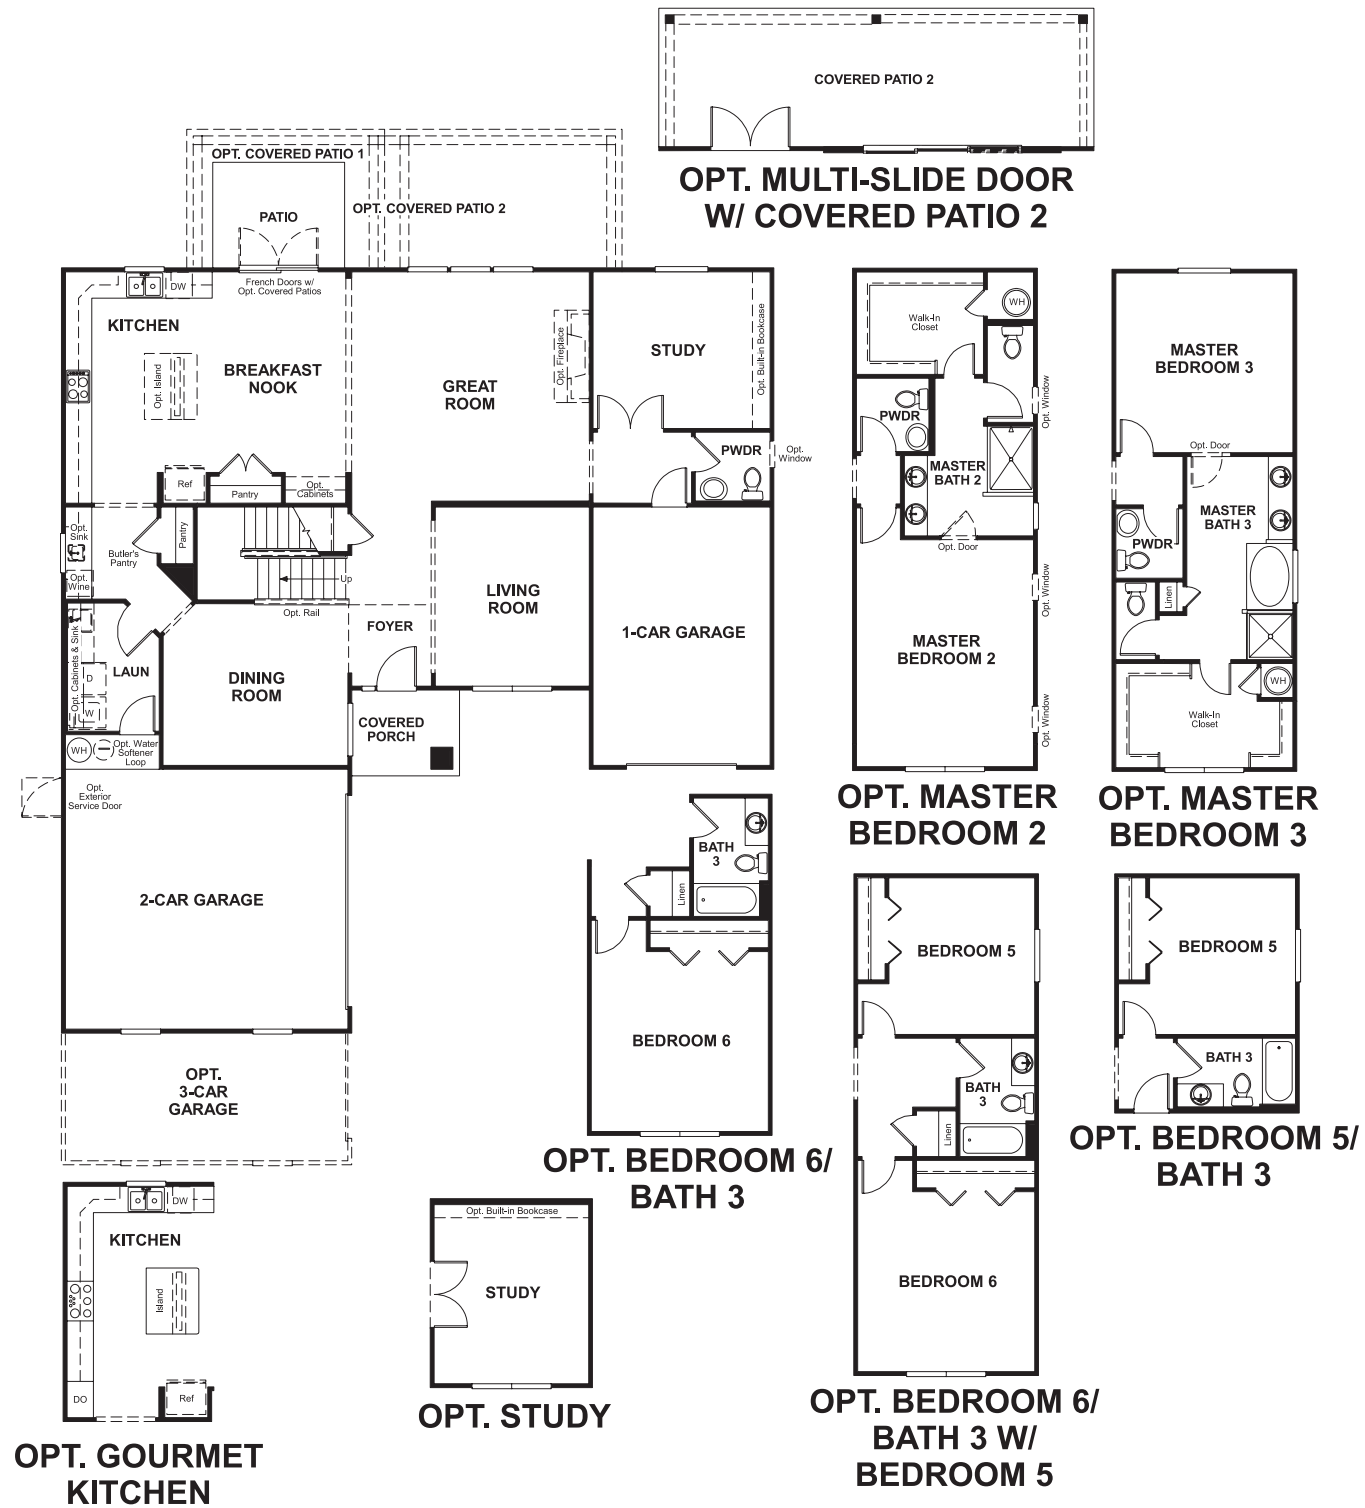 COVERED PATIO 2
OPT. MULTI-SLIDE DOOR
W/ COVERED PATIO 2
OPT. COVERED PATIO 1
OPT. COVERED PATIO 2
PATIO
French Doors w/
Opt. Covered Patios
DW
KITCHEN
Opt. Island
BREAKFAST
NOOK
GREAT
ROOM
Opt. Fireplace
STUDY
Opt. Built-in Bookcase
PWDR
Opt.
Window
Ref
Pantry
Opt.
Cabinets
Opt.
Sink
Butler's
Pantry
Pantry
Opt.
Wine
Up
Opt. Rail
LIVING
ROOM
FOYER
1-CAR GARAGE
Opt. Cabinets & Sink
LAUN
D
W
DINING
ROOM
COVERED
PORCH
WH
Opt. Water
Softener
Loop
Opt.
Exterior
Service Door
2-CAR GARAGE
OPT.
3-CAR
GARAGE
Walk-In
Closet
WH
PWDR
Opt. Window
MASTER
BATH 2
Opt. Door
Opt. Window
MASTER
BEDROOM 2
Opt. Window
OPT. MASTER
BEDROOM 2
MASTER
BEDROOM 3
Opt. Door
MASTER
BATH 3
PWDR
Linen
WH
Walk-In
Closet
OPT. MASTER
BEDROOM 3
BATH
3
Linen
BEDROOM 6
OPT. BEDROOM 6/
BATH 3
BEDROOM 5
BATH
3
Linen
BEDROOM 6
OPT. BEDROOM 6/
BATH 3 W/
BEDROOM 5
BEDROOM 5
BATH 3
OPT. BEDROOM 5/
BATH 3
DW
KITCHEN
Island
DO
Ref
OPT. GOURMET
KITCHEN
Opt. Built-in Bookcase
STUDY
OPT. STUDY